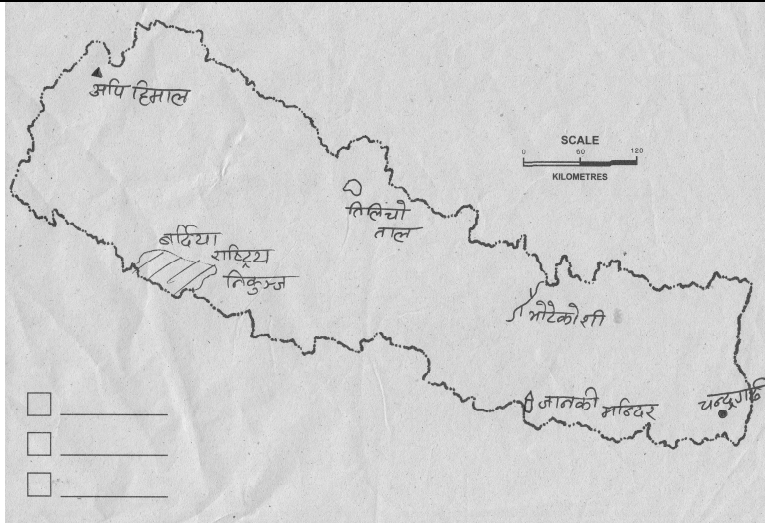 अपि हिमाल
SCALE
0 60 120
KILOMETRES
तिलिचो
ताल
बर्दिया
राष्ट्रिय
निकुञ्ज
भोटेकोशी
जानकी मन्दिर
चन्द्रगढी